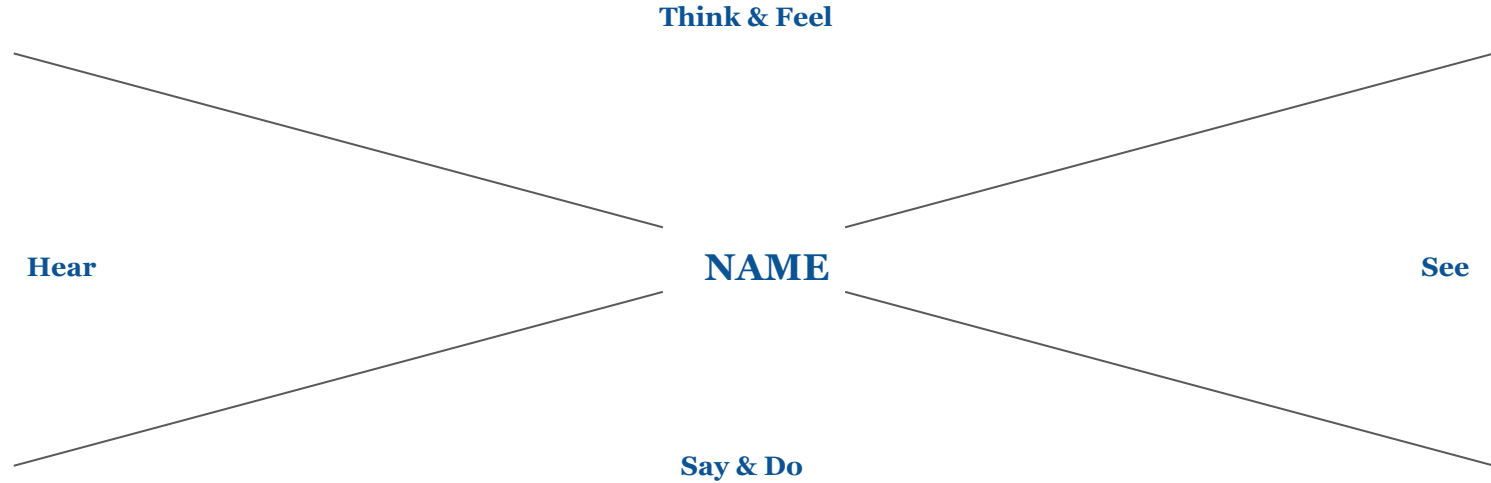 Think & Feel
Hear
NAME
See
Say & Do